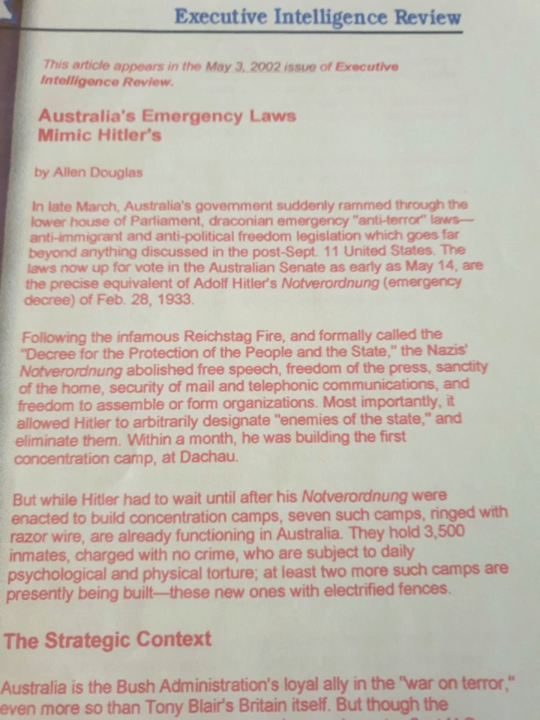 Executive Intelligence Review
This article appears in the May 3, 2002 issue of Executive
Intelligence Review.
Australia's Emergency Laws
Mimic Hitler's
by Allen Douglas
In late March, Australia's government suddenly rammed through the
lower house of Parliament, draconian emergency "anti-terror" laws—
anti-immigrant and anti-political freedom legislation which goes far
beyond anything discussed in the post-Sept. 11 United States. The
laws now up for vote in the Australian Senate as early as May 14, are
the precise equivalent of Adolf Hitler's Notverordnung (emergency
decree) of Feb. 28, 1933.
Following the infamous Reichstag Fire, and formally called the
"Decree for the Protection of the People and the State," the Nazis'
Notverordnung abolished free speech, freedom of the press, sanctity
of the home, security of mail and telephonic communications, and
freedom to assemble or form organizations. Most importantly, it
allowed Hitler to arbitrarily designate "enemies of the state," and
eliminate them. Within a month, he was building the first
concentration camp, at Dachau.
But while Hitler had to wait until after his Notverordnung were
enacted to build concentration camps, seven such camps, ringed with
razor wire, are already functioning in Australia. They hold 3,500
inmates, charged with no crime, who are subject to daily
psychological and physical torture; at least two more such camps are
presently being built—these new ones with electrified fences.
The Strategic Context
Australia is the Bush Administration's loyal ally in the "war on terror,"
even more so than Tony Blair's Britain itself. But though the